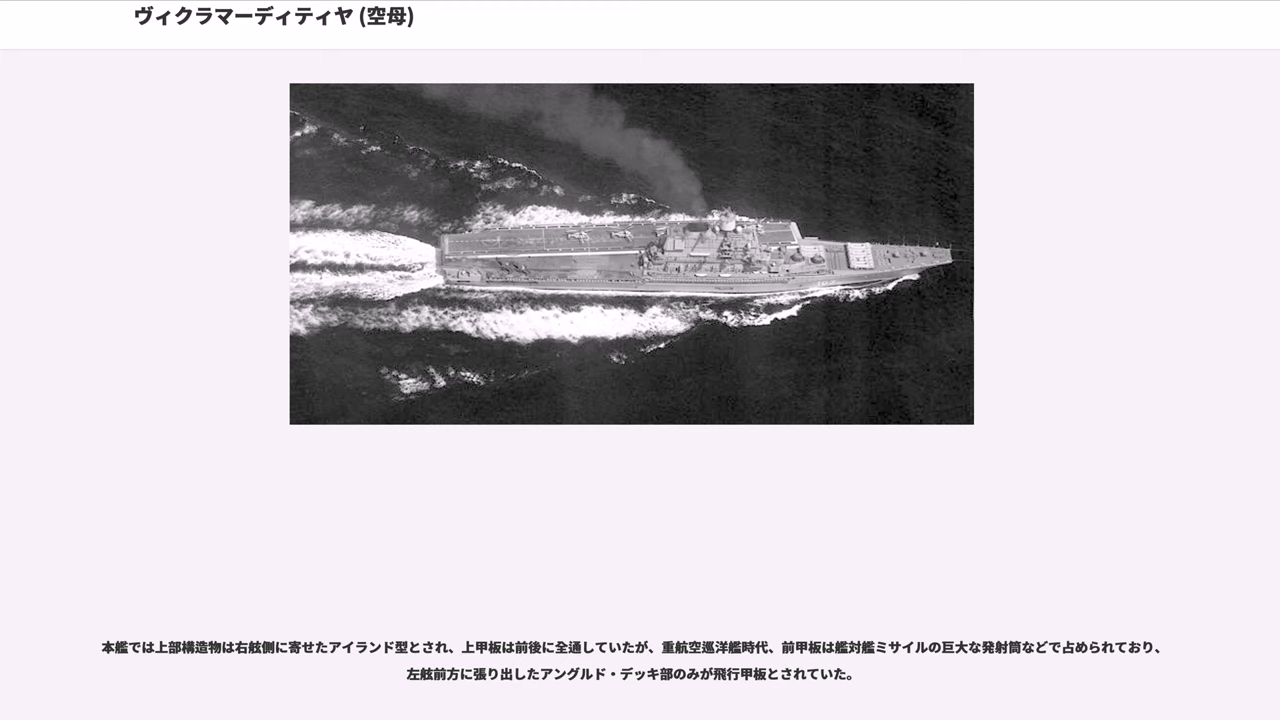 ヴィクラマーディティヤ (空母)
本艦では上部構造物は右舷側に寄せたアイランド型とされ、上甲板は前後に全通していたが、重航空巡洋艦時代、前甲板は艦対艦ミサイルの巨大な発射筒などで占められており、
左舷前方に張り出したアングルド・デッキ部のみが飛行甲板とされていた。